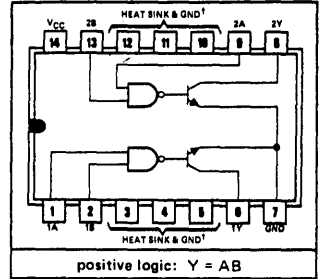 HEAT SINK & GND†
VCC 2B 2A 2Y
14 13 12 11 10 9 8
1 2 3 4 5 6 7
1A 1B 1Y GND
HEAT SINK & GND†
positive logic: Y = AB